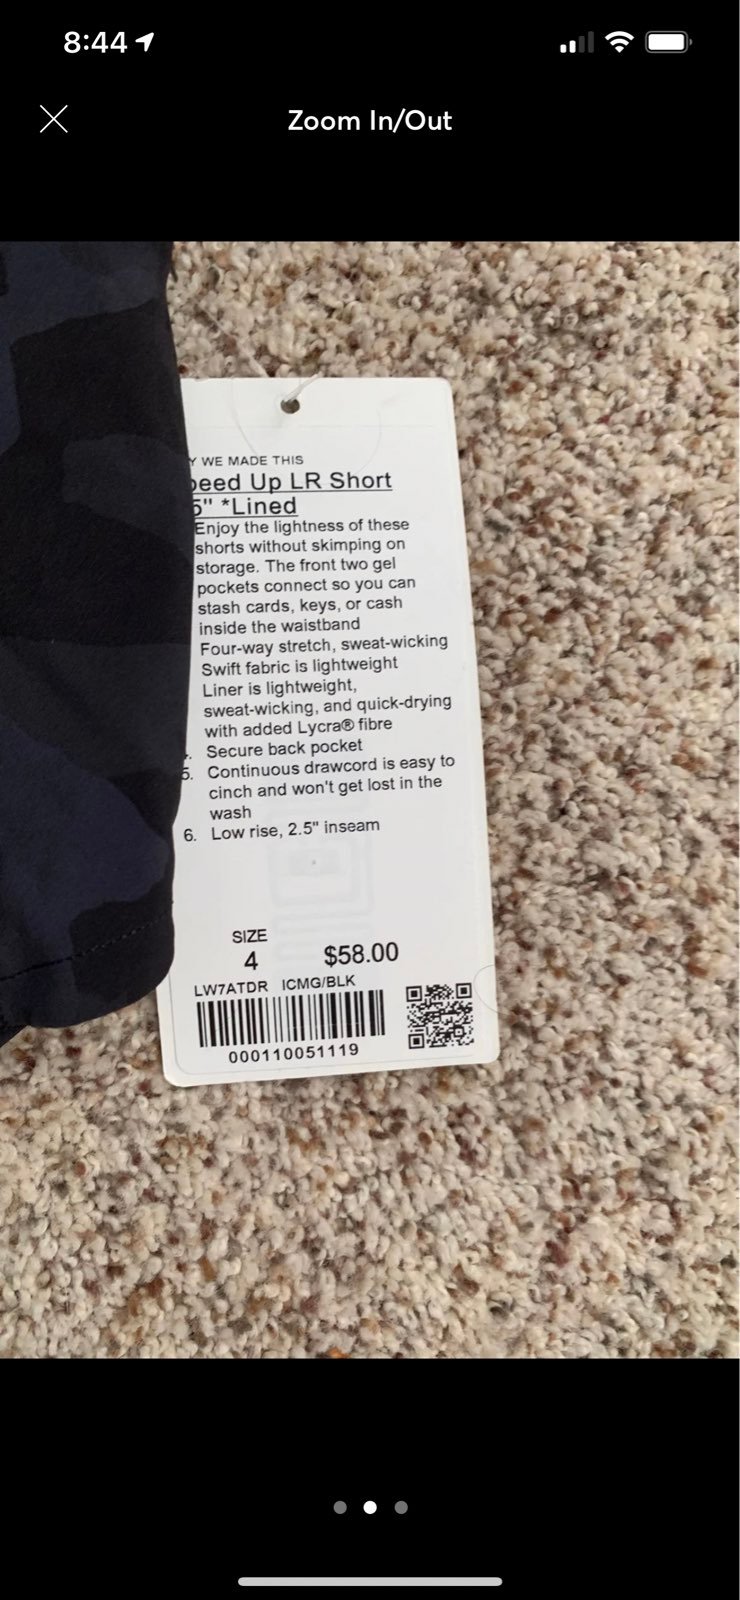 8:44
Zoom In/Out
Y WE MADE THIS
peed Up LR Short
5" *Lined
Enjoy the lightness of these
shorts without skimping on
storage. The front two gel
pockets connect so you can
stash cards, keys, or cash
inside the waistband
Four-way stretch, sweat-wicking
Swift fabric is lightweight
Liner is lightweight,
sweat-wicking, and quick-drying
with added Lycra® fibre
Secure back pocket
5. Continuous drawcord is easy to
cinch and won't get lost in the
wash
6. Low rise, 2.5" inseam
SIZE
4 $58.00
LW7ATDR ICMG/BLK
000110051119